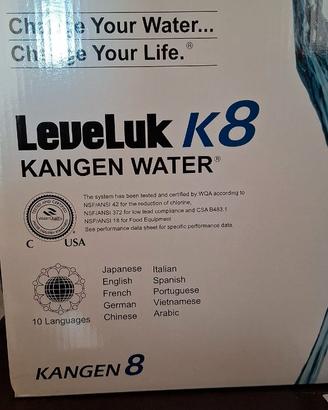 Change Your Water...
Change Your Life.®
LeveLuk K8
KANGEN WATER®
The system has been tested and certified by WQA according to
NSF/ANSI 42 for the reduction of chlorine,
NSF/ANSI 372 for low lead compliance and CSA B483.1
NSF/ANSI 18 for Food Equipment
See performance data sheet for specific performance data.
C USA
Japanese Italian
English Spanish
French Portuguese
German Vietnamese
Chinese Arabic
10 Languages
KANGEN 8